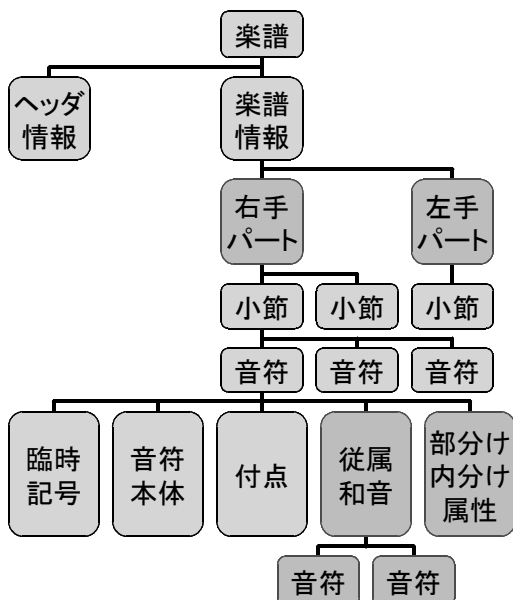 楽譜
ヘッダ
情報
楽譜
情報
右手
パート
左手
パート
小節
小節
小節
音符
音符
音符
臨時
記号
音符
本体
付点
従属
和音
部分け
内分け
属性
音符
音符